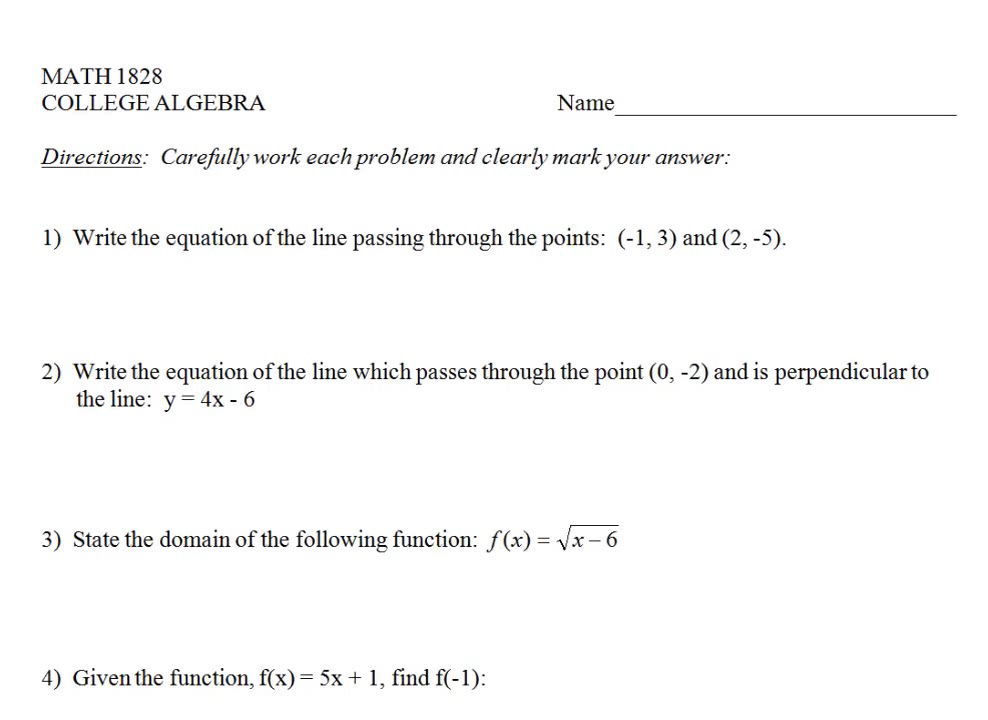 MATH 1828
COLLEGE ALGEBRA Name____________________
Directions: Carefully work each problem and clearly mark your answer:
1) Write the equation of the line passing through the points: (-1, 3) and (2, -5).
2) Write the equation of the line which passes through the point (0, -2) and is perpendicular to
the line: y = 4x - 6
3) State the domain of the following function: f(x) = √x − 6
4) Given the function, f(x) = 5x + 1, find f(-1):